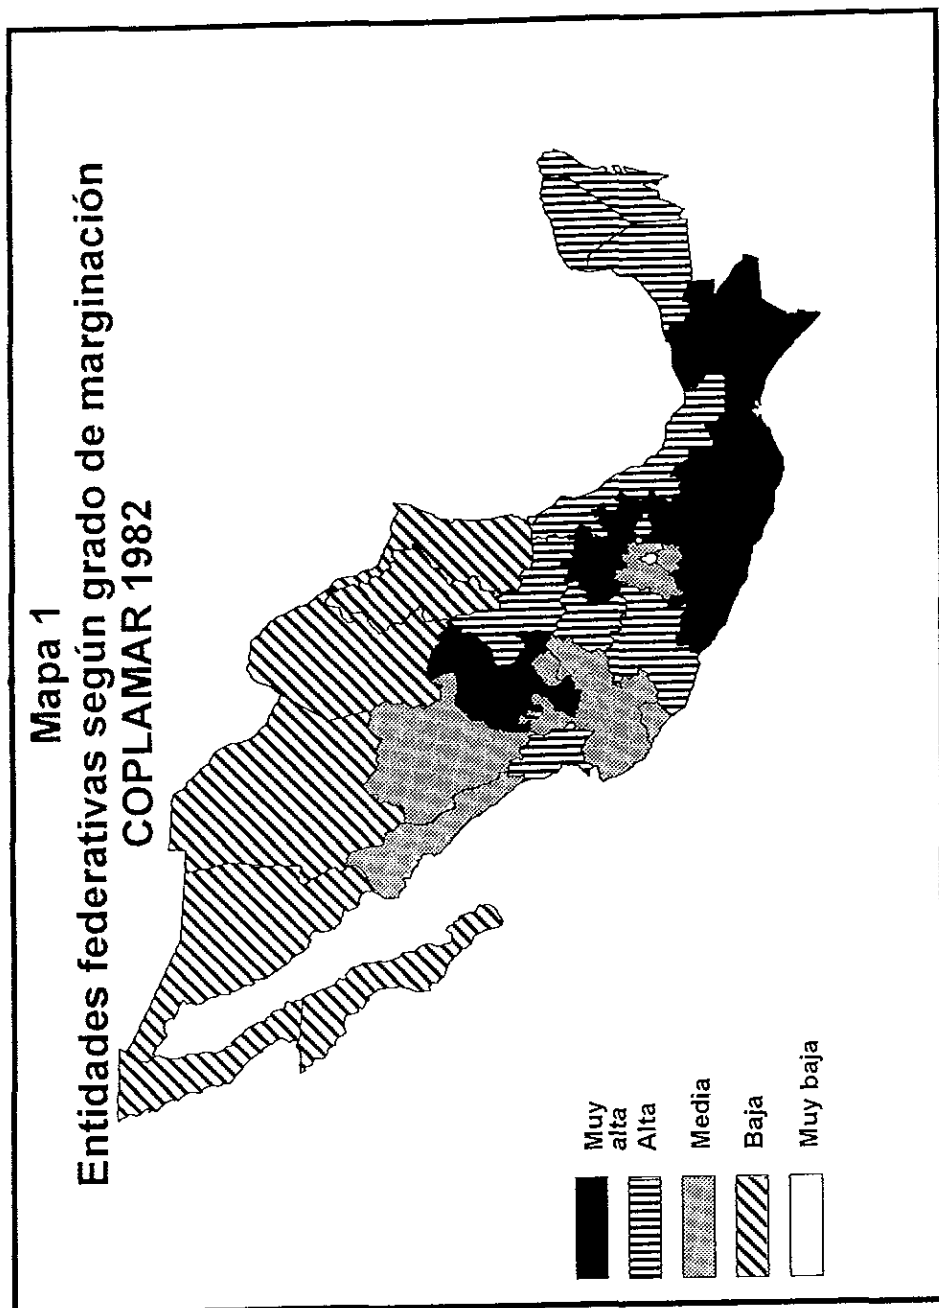 Mapa 1
Entidades federativas según grado de marginación
COPLAMAR 1982
Muy
alta
Alta
Media
Baja
Muy baja